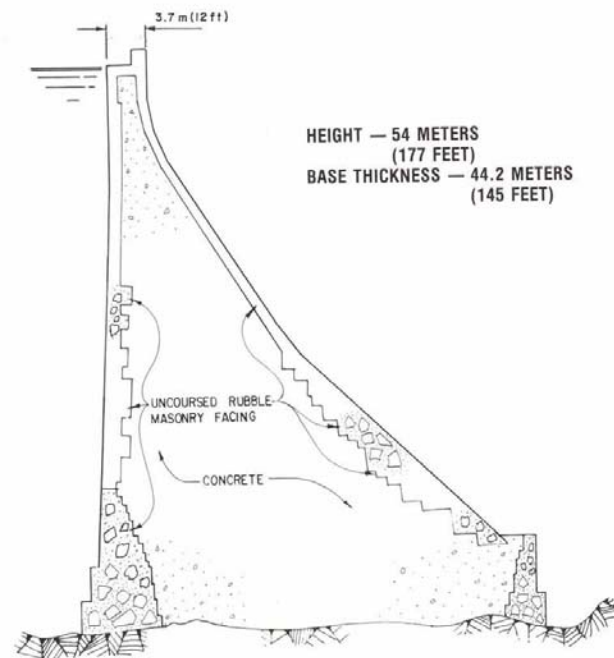 3.7 m (12 ft)
HEIGHT — 54 METERS
(177 FEET)
BASE THICKNESS — 44.2 METERS
(145 FEET)
UNCOURSED RUBBLE
MASONRY FACING
CONCRETE